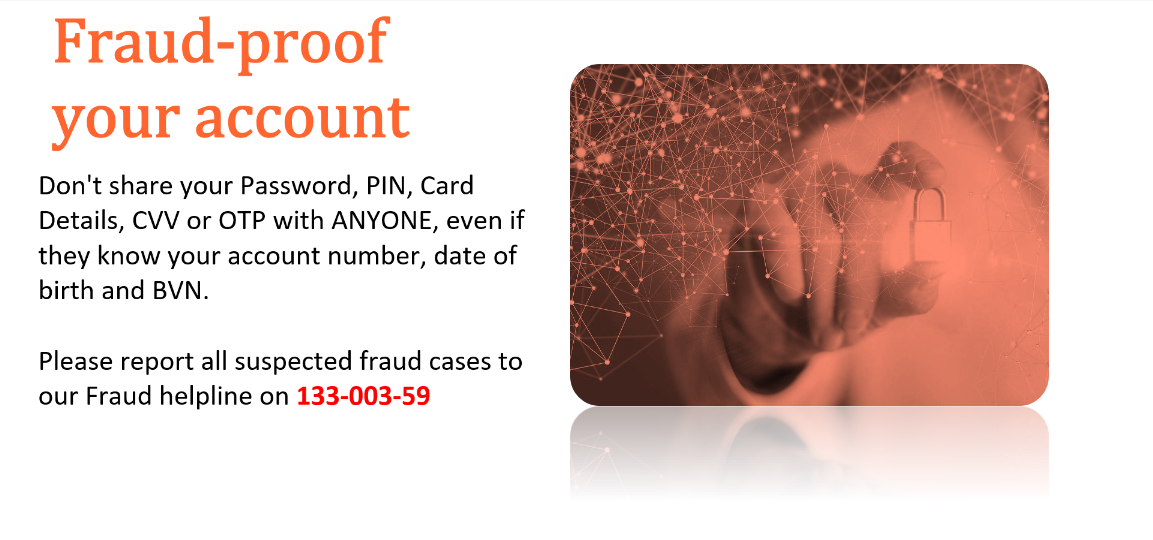 Fraud-proof
your account
Don't share your Password, PIN, Card
Details, CVV or OTP with ANYONE, even if
they know your account number, date of
birth and BVN.
Please report all suspected fraud cases to
our Fraud helpline on 133-003-59